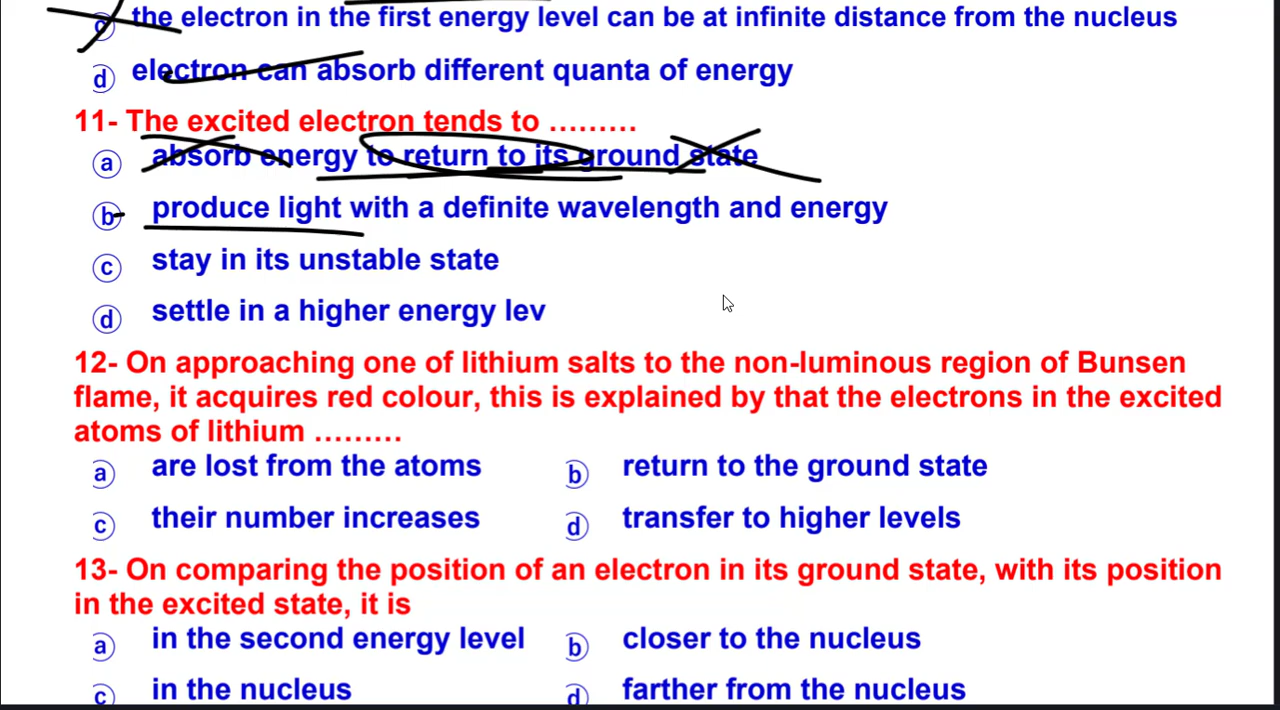 c the electron in the first energy level can be at infinite distance from the nucleus
d electron can absorb different quanta of energy
11- The excited electron tends to .........
a absorb energy to return to its ground state
b produce light with a definite wavelength and energy
c stay in its unstable state
d settle in a higher energy lev
12- On approaching one of lithium salts to the non-luminous region of Bunsen
flame, it acquires red colour, this is explained by that the electrons in the excited
atoms of lithium .........
a are lost from the atoms b return to the ground state
c their number increases d transfer to higher levels
13- On comparing the position of an electron in its ground state, with its position
in the excited state, it is
a in the second energy level b closer to the nucleus
c in the nucleus d farther from the nucleus